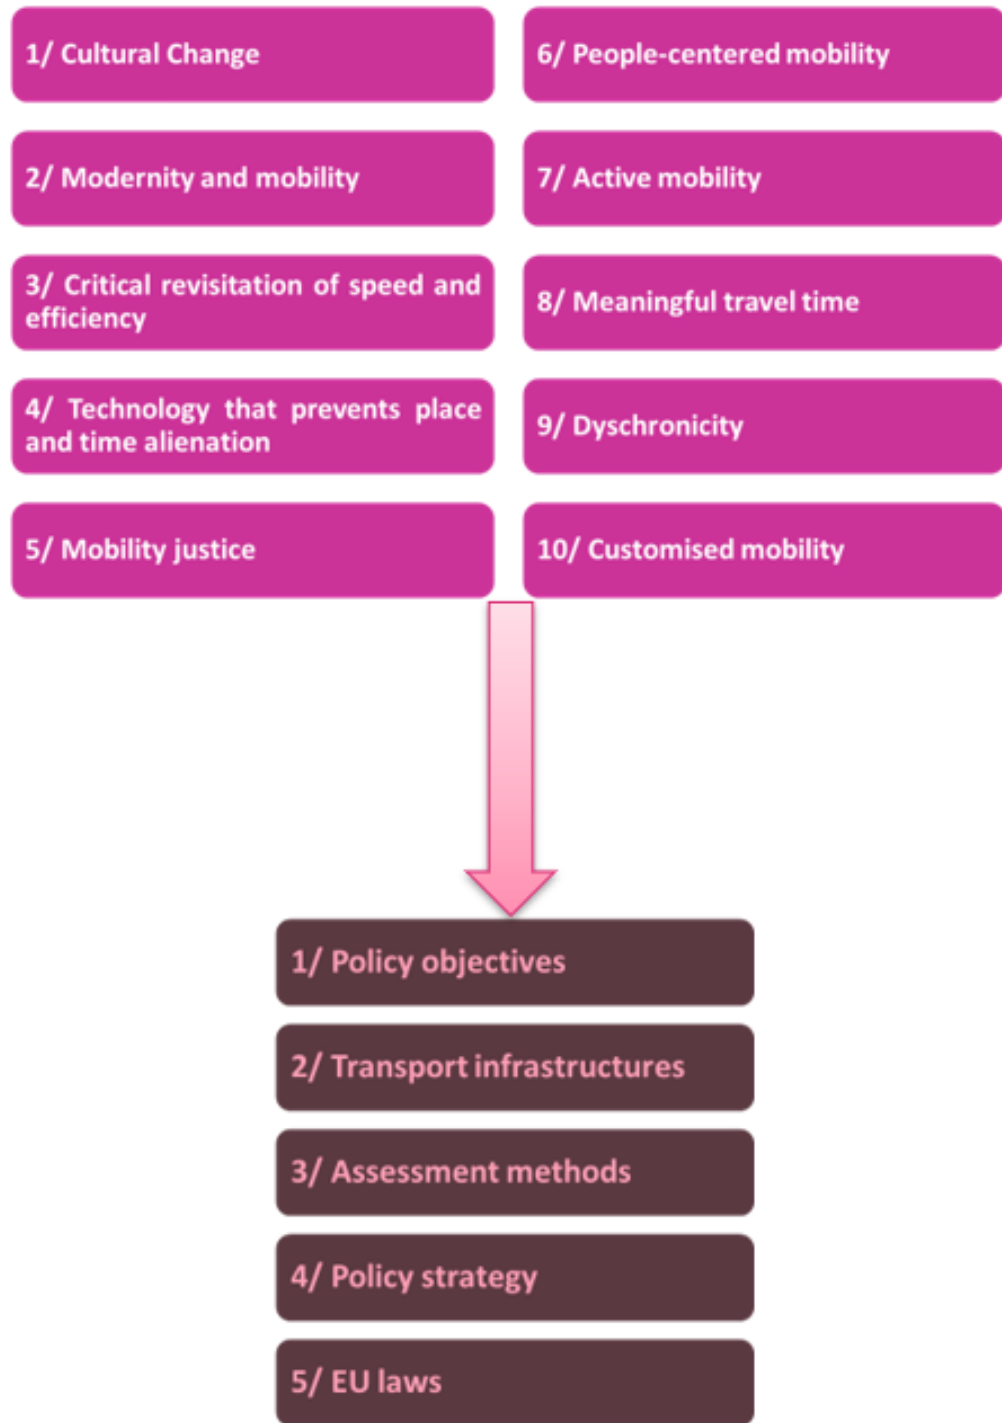 1/ Cultural Change
2/ Modernity and mobility
3/ Critical revisitation of speed and
efficiency
4/ Technology that prevents place
and time alienation
5/ Mobility justice
6/ People-centered mobility
7/ Active mobility
8/ Meaningful travel time
9/ Dyschronicity
10/ Customised mobility
1/ Policy objectives
2/ Transport infrastructures
3/ Assessment methods
4/ Policy strategy
5/ EU laws